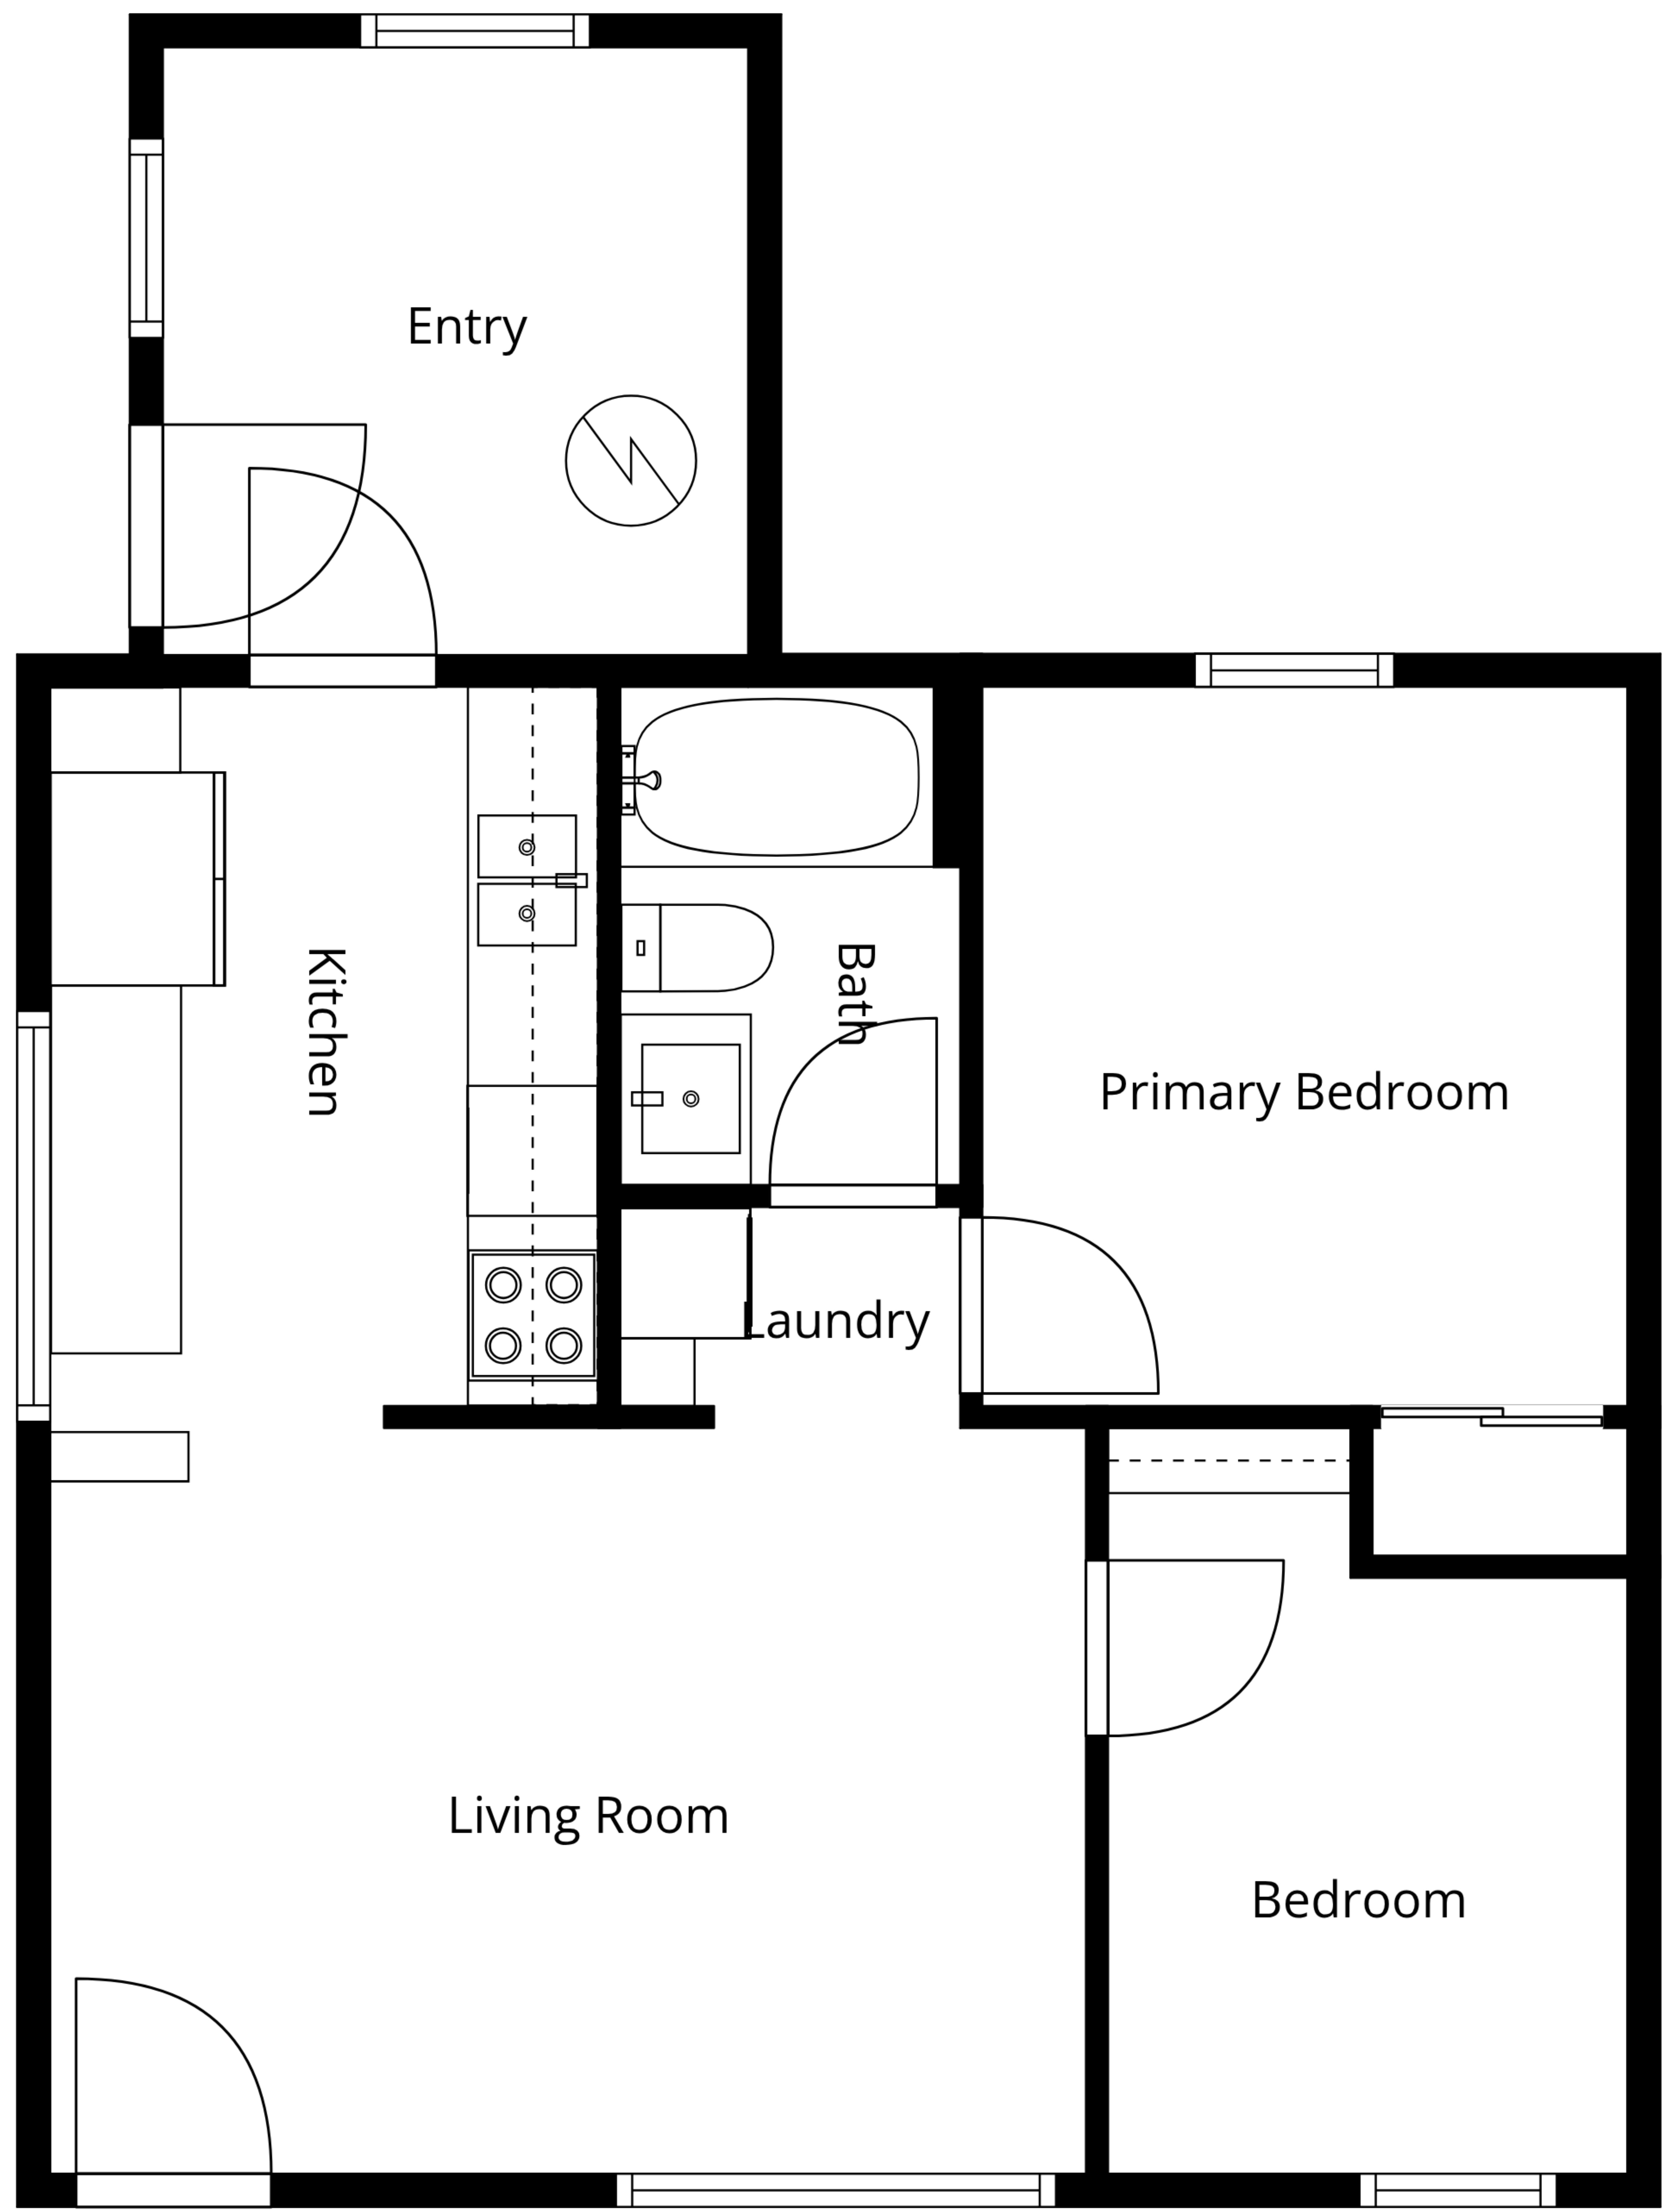 Entry
Kitchen
Bath
Primary Bedroom
Laundry
Living Room
Bedroom